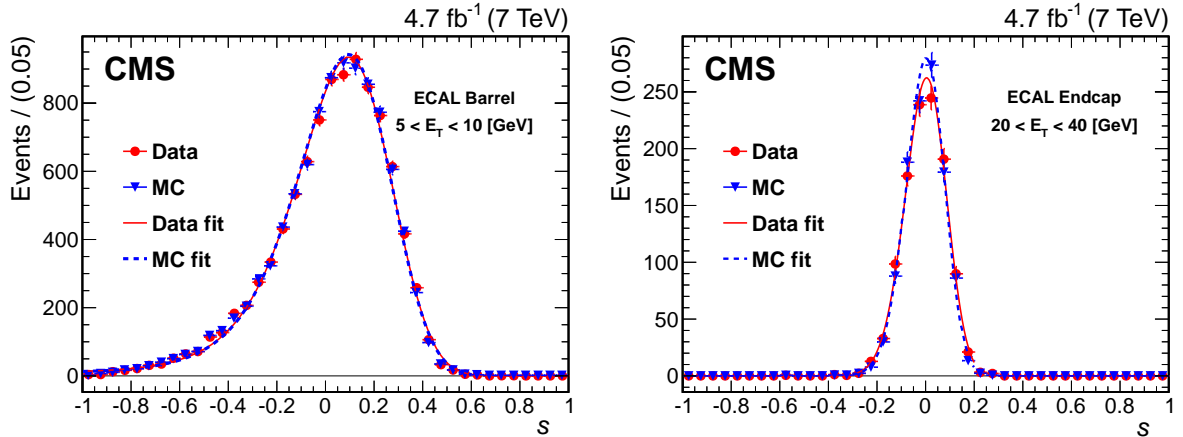 4.7 fb⁻¹ (7 TeV)
Events / (0.05)
CMS
ECAL Barrel
5 < E_T < 10 [GeV]
Data
MC
Data fit
MC fit
800
600
400
200
0
-1 -0.8 -0.6 -0.4 -0.2 0 0.2 0.4 0.6 0.8 1
s
4.7 fb⁻¹ (7 TeV)
Events / (0.05)
CMS
ECAL Endcap
20 < E_T < 40 [GeV]
Data
MC
Data fit
MC fit
250
200
150
100
50
0
-1 -0.8 -0.6 -0.4 -0.2 0 0.2 0.4 0.6 0.8 1
s